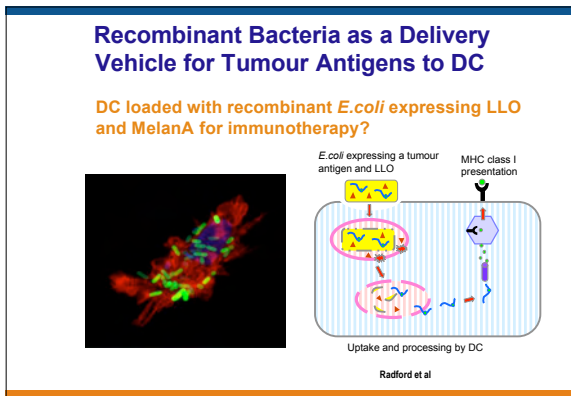 Recombinant Bacteria as a Delivery
Vehicle for Tumour Antigens to DC
DC loaded with recombinant E.coli expressing LLO
and MelanA for immunotherapy?
E.coli expressing a tumour
antigen and LLO
MHC class I
presentation
Uptake and processing by DC
Radford et al